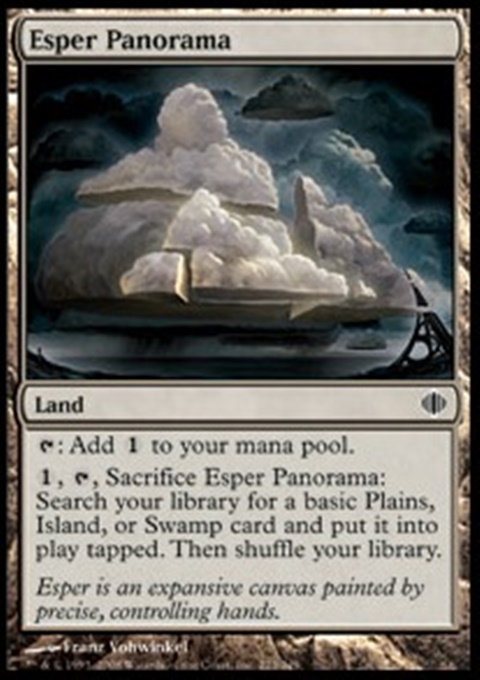 Esper Panorama
Land
: Add 1 to your mana pool.
1, , Sacrifice Esper Panorama:
Search your library for a basic Plains,
Island, or Swamp card and put it into
play tapped. Then shuffle your library.
Esper is an expansive canvas painted by
precise, controlling hands.
Franz Vohwinkel